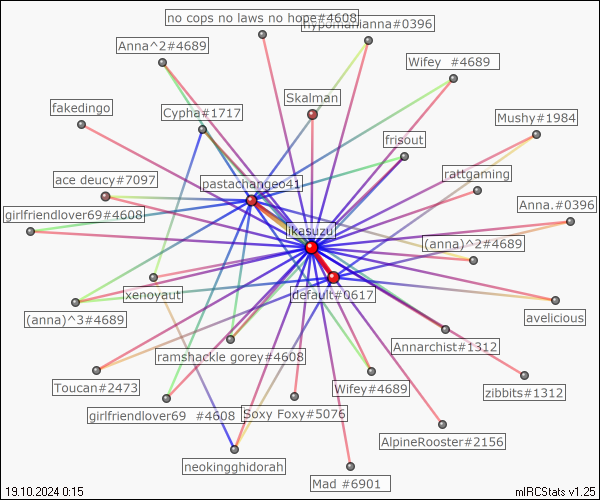 no cops no laws no hope#4608
hypomanianna#0396
Anna^2#4689
Wifey  #4689
fakedingo
Skalman
Cypha#1717
Mushy#1984
frisout
ace deucy#7097
pastachangeo41
rattgaming
girlfriendlover69#4608
Anna.#0396
jkasuzu
(anna)^2#4689
xenoyaut
default#0617
(anna)^3#4689
avelicious
Annarchist#1312
ramshackle gorey#4608
Toucan#2473
Wifey#4689
zibbits#1312
girlfriendlover69  #4608
Soxy Foxy#5076
AlpineRooster#2156
neokingghidorah
Mad #6901
19.10.2024 0:15
mIRCStats v1.25